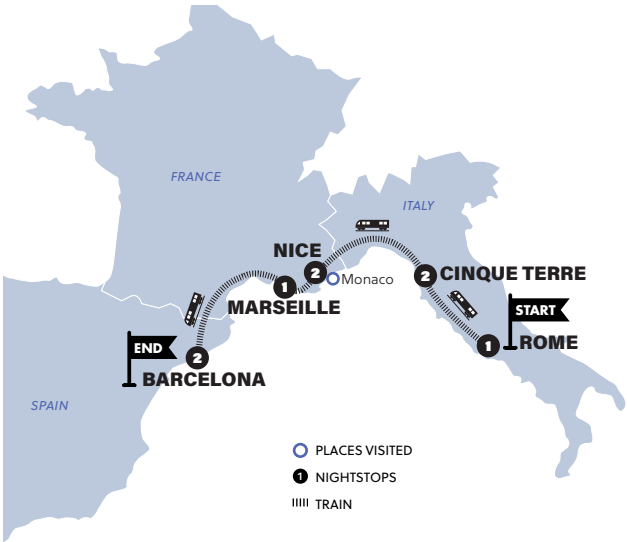 FRANCE
ITALY
NICE
2
Monaco
2
CINQUE TERRE
1
MARSEILLE
START
1
ROME
END
2
BARCELONA
SPAIN
PLACES VISITED
1 NIGHTSTOPS
TRAIN